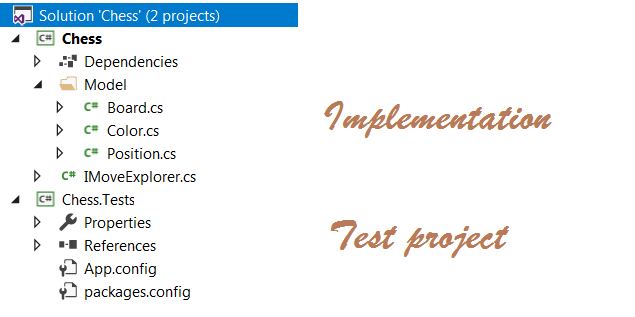 Solution 'Chess' (2 projects)
C# Chess
Dependencies
Model
C# Board.cs
C# Color.cs
C# Position.cs
C# IMoveExplorer.cs
C# Chess.Tests
Properties
References
App.config
packages.config
Implementation
Test project